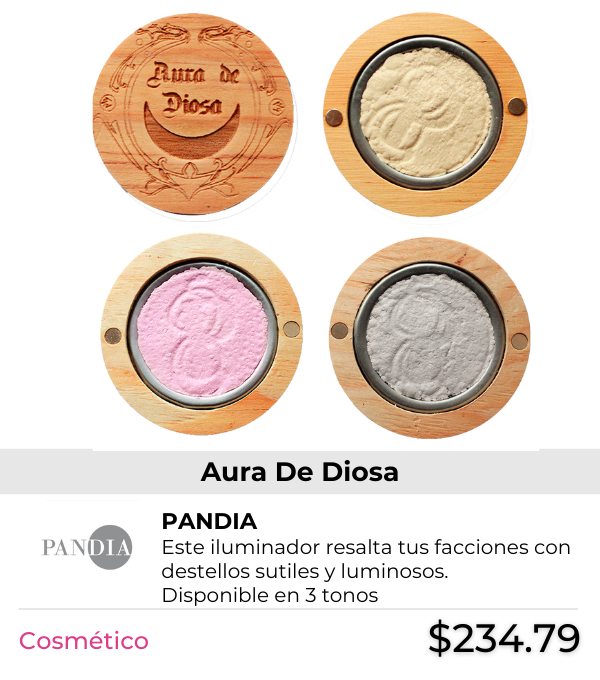 Aura de
Diosa
Aura De Diosa
PANDIA
PANDIA
Este iluminador resalta tus facciones con
destellos sutiles y luminosos.
Disponible en 3 tonos
Cosmético
$234.79